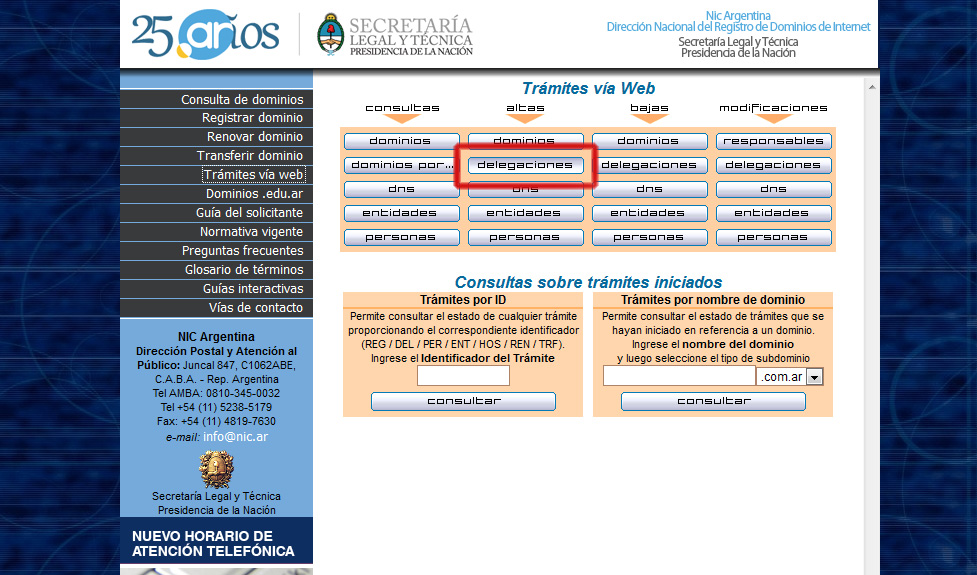 25.años
SECRETARÍA
LEGAL Y TÉCNICA
PRESIDENCIA DE LA NACIÓN
Nic Argentina
Dirección Nacional del Registro de Dominios de Internet
Secretaría Legal y Técnica
Presidencia de la Nación
Consulta de dominios
Registrar dominio
Renovar dominio
Transferir dominio
Trámites vía web
Dominios .edu.ar
Guía del solicitante
Normativa vigente
Preguntas frecuentes
Glosario de términos
Guías interactivas
Vías de contacto
NIC Argentina
Dirección Postal y Atención al
Público: Juncal 847, C1062ABE,
C.A.B.A. - Rep. Argentina
Tel AMBA: 0810-345-0032
Tel +54 (11) 5238-5179
Fax: +54 (11) 4819-7630
e-mail: info@nic.ar
Secretaría Legal y Técnica
Presidencia de la Nación
NUEVO HORARIO DE
ATENCIÓN TELEFÓNICA
Trámites vía Web
consultas altas bajas modificaciones
dominios dominios dominios responsables
dominios por... delegaciones delegaciones delegaciones
dns dns dns dns
entidades entidades entidades entidades
personas personas personas personas
Consultas sobre trámites iniciados
Trámites por ID
Permite consultar el estado de cualquier trámite
proporcionando el correspondiente identificador
(REG / DEL / PER / ENT / HOS / REN / TRF).
Ingrese el Identificador del Trámite
consultar
Trámites por nombre de dominio
Permite consultar el estado de trámites que se
hayan iniciado en referencia a un dominio.
Ingrese el nombre del dominio
y luego seleccione el tipo de subdominio
.com.ar
consultar